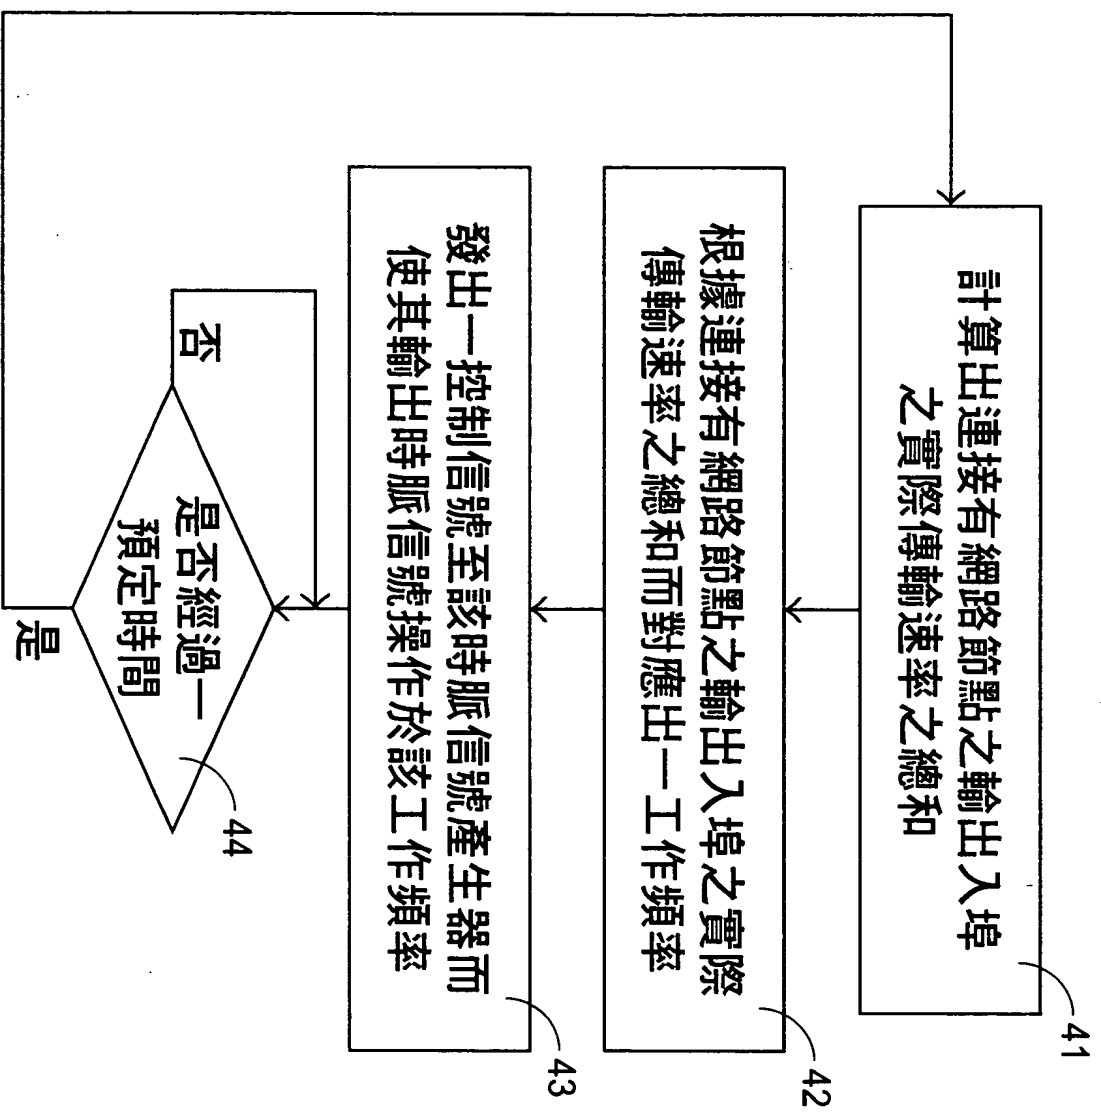 計算出連接有網路節點之輸出入埠
之實際傳輸速率之總和
41
根據連接有網路節點之輸出入埠之實際
傳輸速率之總和而對應出一工作頻率
42
發出一控制信號至該時脈信號產生器而
使其輸出時脈信號操作於該工作頻率
43
否
是否經過一
預定時間
44
是